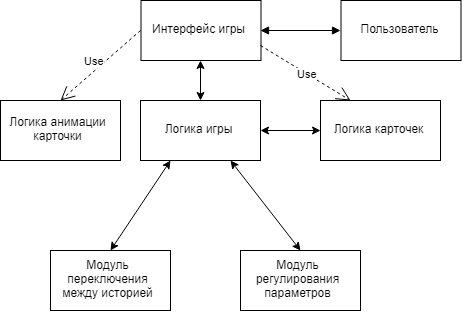 Интерфейс игры
Пользователь
Use
Use
Логика анимации
карточки
Логика игры
Логика карточек
Модуль
переключения
между историей
Модуль
регулирования
параметров